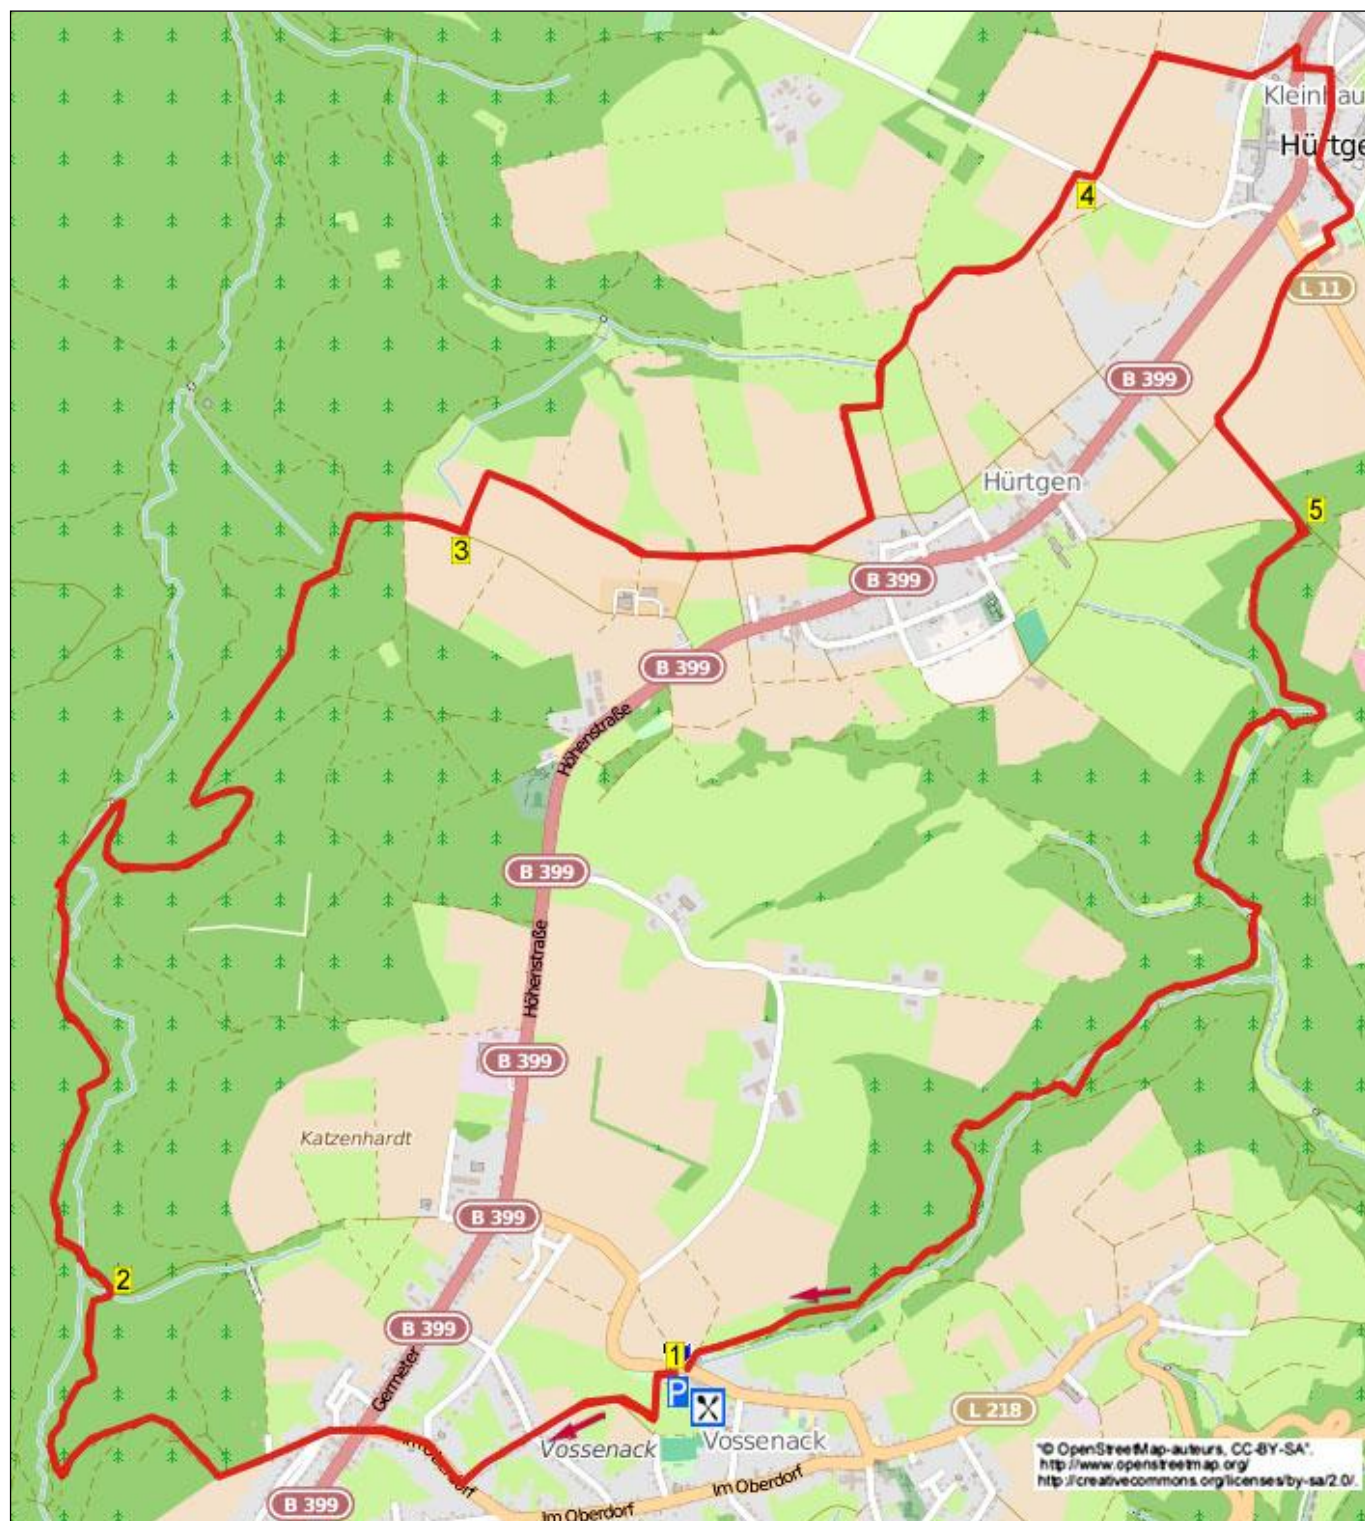 Kleinhau
Hürtge
4
L 11
B 399
Hürtgen
5
3
B 399
B 399
Höhenstraße
B 399
Höhenstraße
B 399
Katzenhardt
B 399
2
B 399
1
Germeter
P
L 218
Vossenack
Vossenack
Im Oberdorf
B 399
Im Oberdorf
"© OpenStreetMap-auteurs, CC-BY-SA",
http://www.openstreetmap.org/
http://creativecommons.org/licenses/by-sa/2.0/.